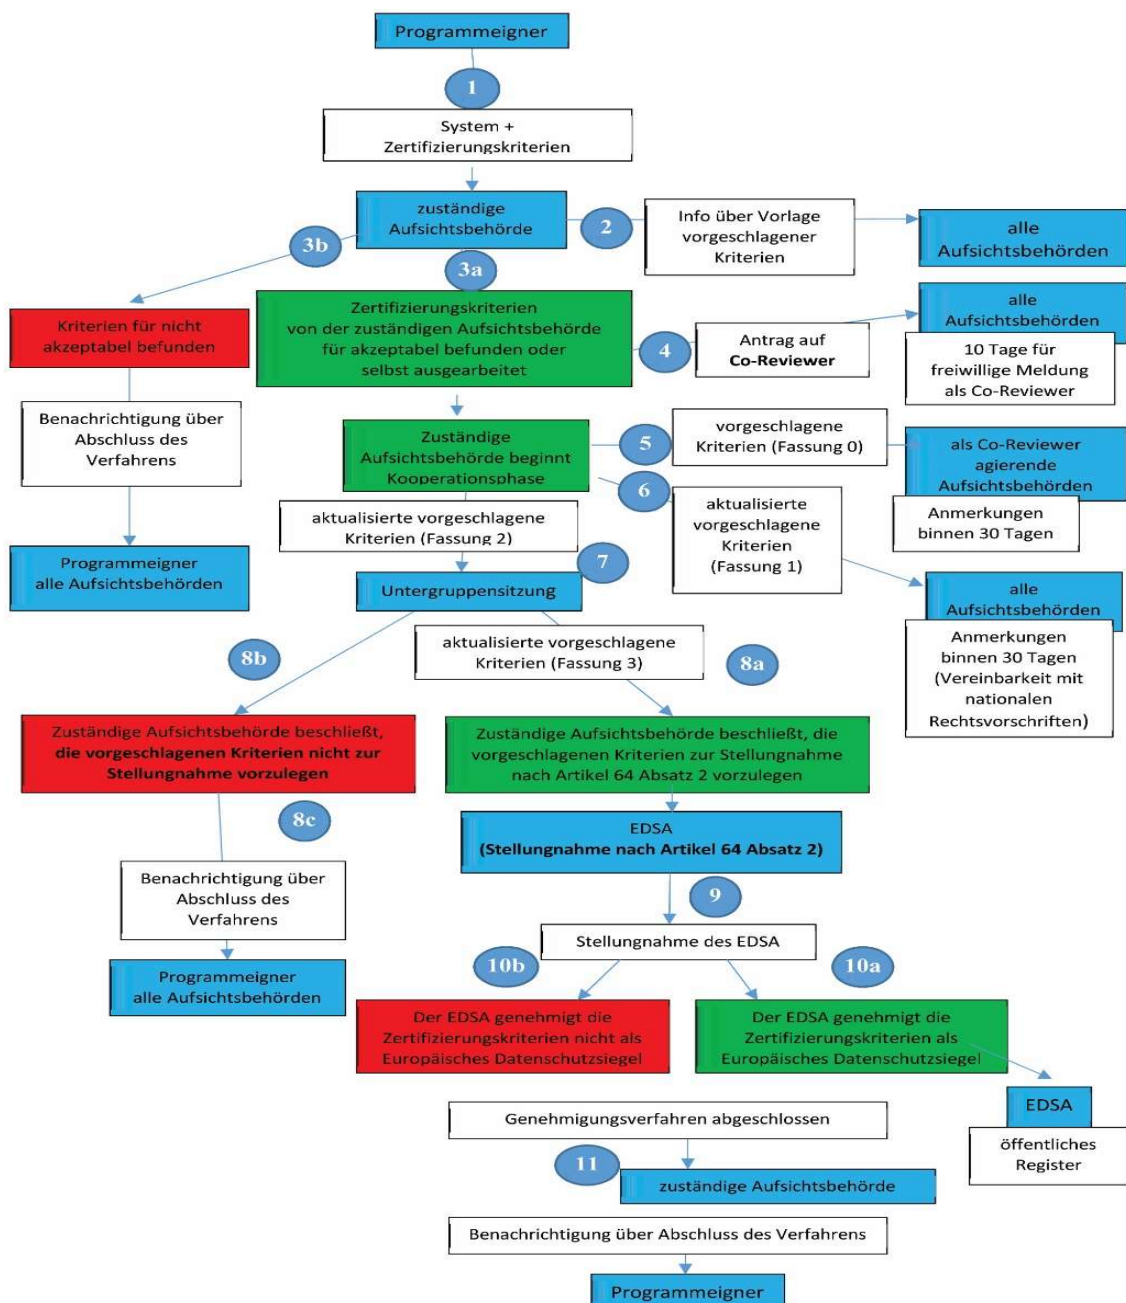 Programmeigner
1
System +
Zertifizierungskriterien
zuständige
Aufsichtsbehörde
2
Info über Vorlage
vorgeschlagener
Kriterien
alle
Aufsichtsbehörden
3b
3a
Kriterien für nicht
akzeptabel befunden
Zertifizierungskriterien
von der zuständigen Aufsichtsbehörde
für akzeptabel befunden oder
selbst ausgearbeitet
4
Antrag auf
Co-Reviewer
alle
Aufsichtsbehörden
10 Tage für
freiwillige Meldung
als Co-Reviewer
Benachrichtigung über
Abschluss des
Verfahrens
Programmeigner
alle Aufsichtsbehörden
Zuständige
Aufsichtsbehörde beginnt
Kooperationsphase
5
vorgeschlagene
Kriterien (Fassung 0)
als Co-Reviewer
agierende
Aufsichtsbehörden
Anmerkungen
binnen 30 Tagen
6
aktualisierte
vorgeschlagene
Kriterien
(Fassung 1)
alle
Aufsichtsbehörden
Anmerkungen
binnen 30 Tagen
(Vereinbarkeit mit
nationalen
Rechtsvorschriften)
aktualisierte vorgeschlagene
Kriterien (Fassung 2)
7
Untergruppensitzung
aktualisierte vorgeschlagene
Kriterien (Fassung 3)
8b
8a
Zuständige Aufsichtsbehörde beschließt,
die vorgeschlagenen Kriterien nicht zur
Stellungnahme vorzulegen
Zuständige Aufsichtsbehörde beschließt, die
vorgeschlagenen Kriterien zur Stellungnahme
nach Artikel 64 Absatz 2 vorzulegen
8c
Benachrichtigung über
Abschluss des
Verfahrens
Programmeigner
alle Aufsichtsbehörden
EDSA
(Stellungnahme nach Artikel 64 Absatz 2)
9
Stellungnahme des EDSA
10b
10a
Der EDSA genehmigt die
Zertifizierungskriterien nicht als
Europäisches Datenschutzsiegel
Der EDSA genehmigt die
Zertifizierungskriterien als
Europäisches Datenschutzsiegel
EDSA
öffentliches
Register
Genehmigungsverfahren abgeschlossen
11
zuständige Aufsichtsbehörde
Benachrichtigung über Abschluss des Verfahrens
Programmeigner